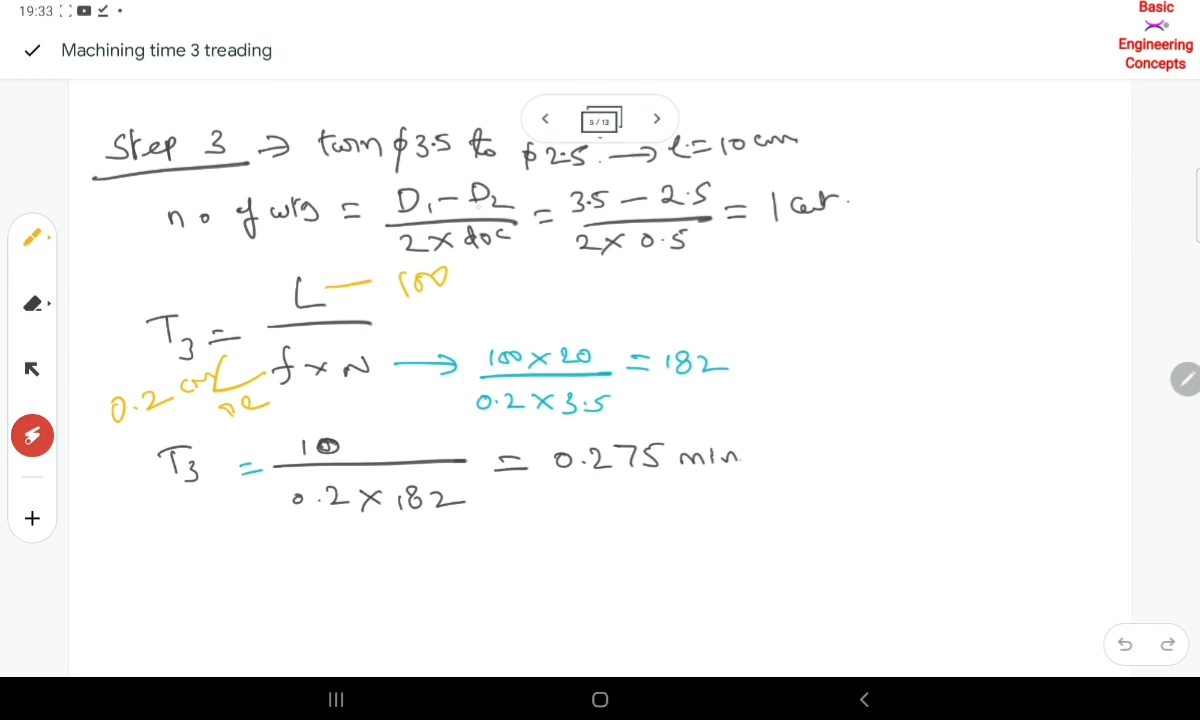 19:33
Basic
Engineering
Concepts
Machining time 3 treading
5 / 13
Step 3 ⇒ turn ϕ3.5 to ϕ2.5. → l = 10 cm
no of cuts = D₁ - D₂ / 2 × doc = 3.5 - 2.5 / 2 × 0.5 = 1 cut.
T₃ = L / f × N
L — 100
0.2 cm/
→ 100 × 20 / 0.2 × 3.5 = 182
T₃ = 10 / 0.2 × 182 = 0.275 min